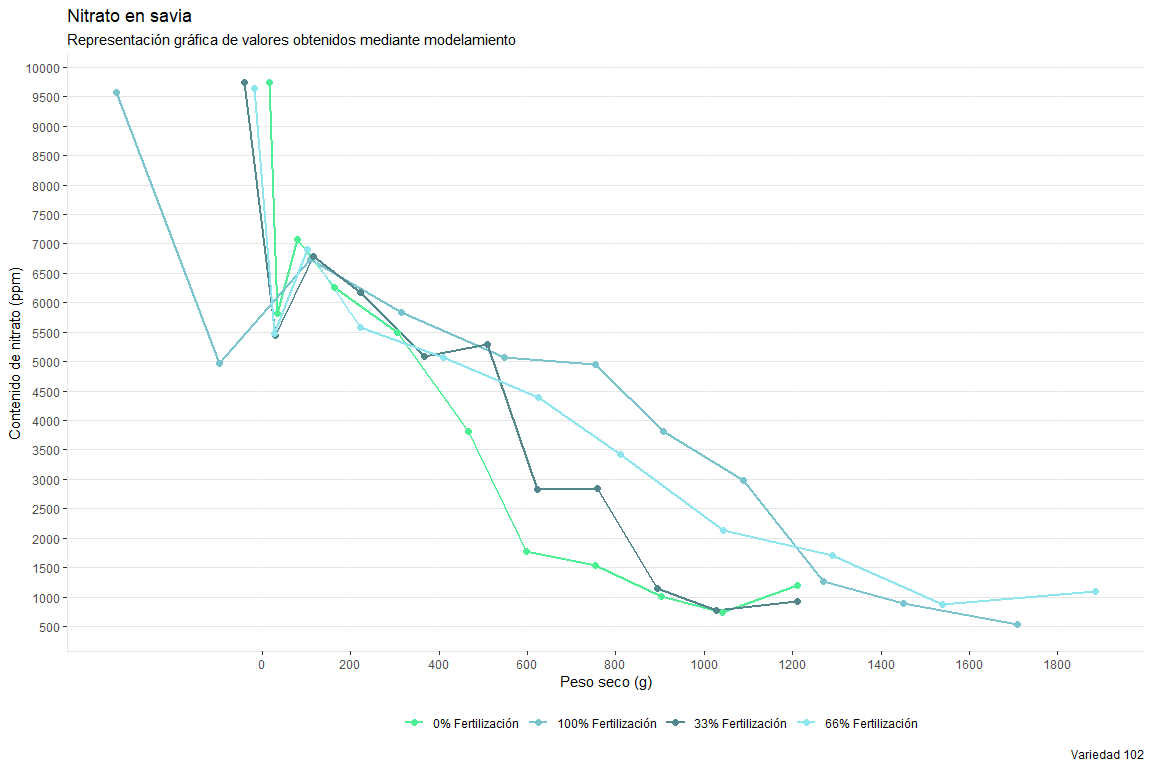 Nitrato en savia
Representación gráfica de valores obtenidos mediante modelamiento
Contenido de nitrato (ppm)
10000
9500
9000
8500
8000
7500
7000
6500
6000
5500
5000
4500
4000
3500
3000
2500
2000
1500
1000
500
0 200 400 600 800 1000 1200 1400 1600 1800
Peso seco (g)
0% Fertilización 100% Fertilización 33% Fertilización 66% Fertilización
Variedad 102